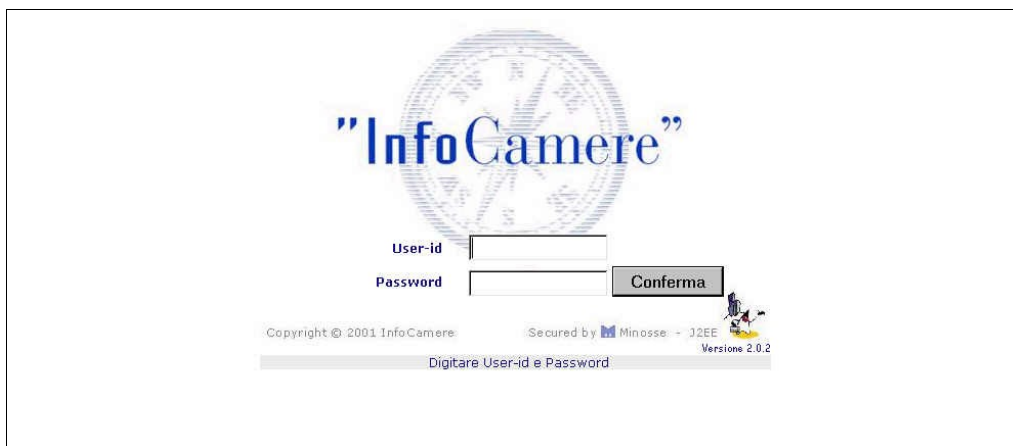 "InfoCamere”
User-id
Password Conferma
Copyright © 2001 InfoCamere Secured by M Minosse - J2EE
Versione 2.0.2
Digitare User-id e Password